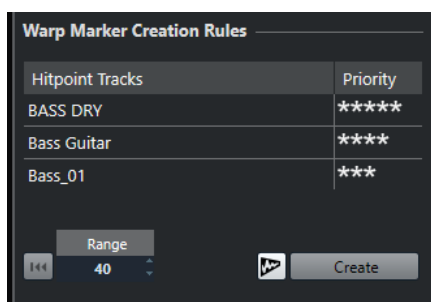 Warp Marker Creation Rules
Hitpoint Tracks Priority
BASS DRY *****
Bass Guitar ****
Bass_01 ***
Range
40 Create